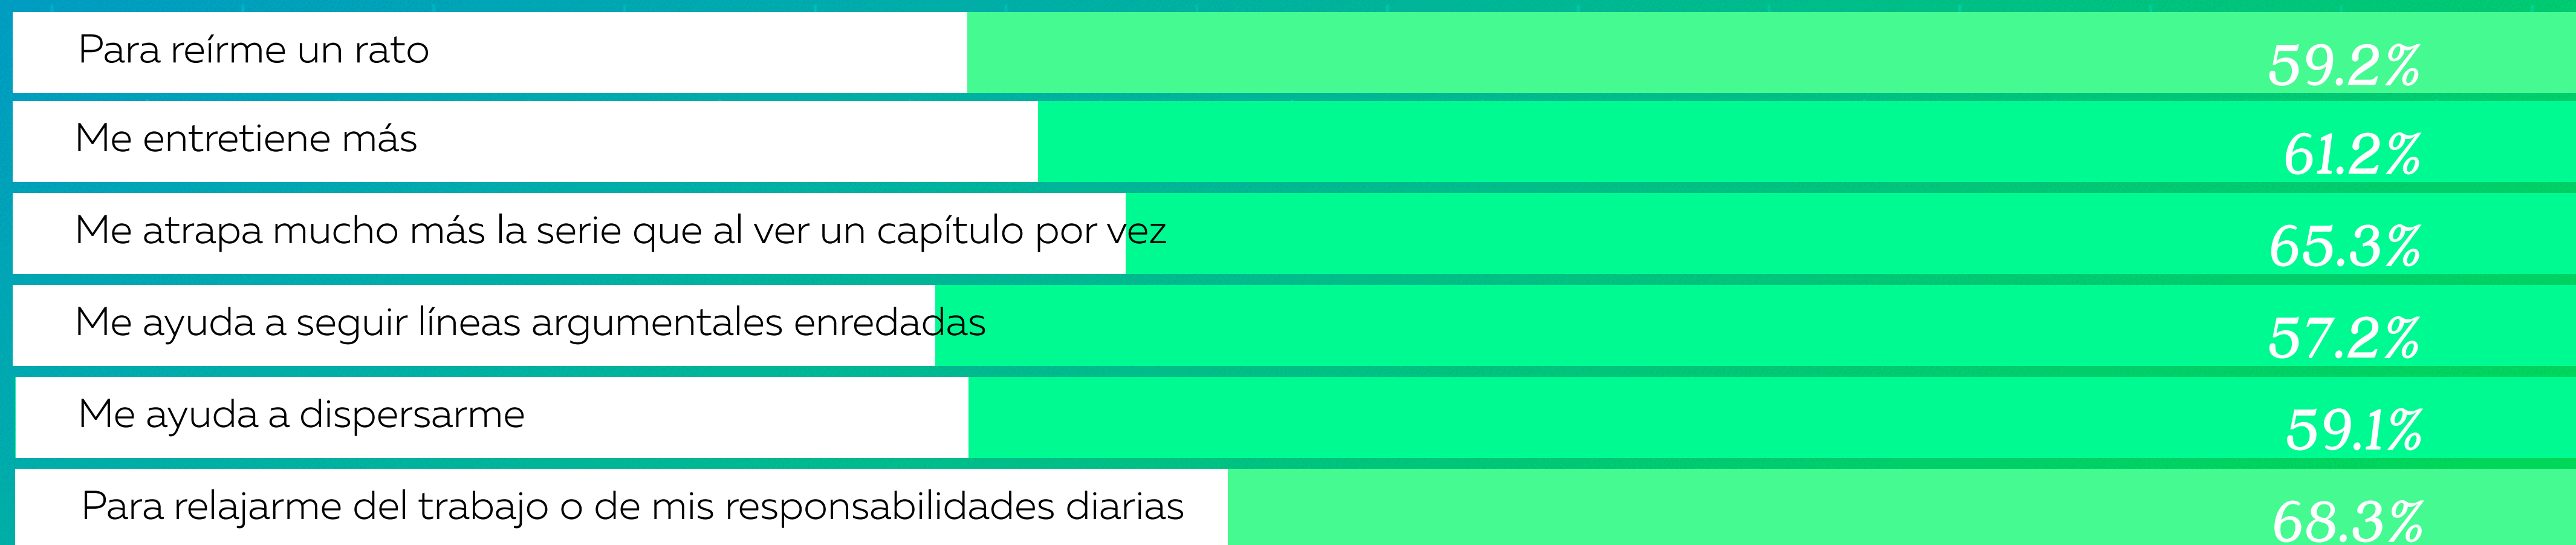 Para reírme un rato 59.2%
Me entretiene más 61.2%
Me atrapa mucho más la serie que al ver un capítulo por vez 65.3%
Me ayuda a seguir líneas argumentales enredadas 57.2%
Me ayuda a dispersarme 59.1%
Para relajarme del trabajo o de mis responsabilidades diarias 68.3%